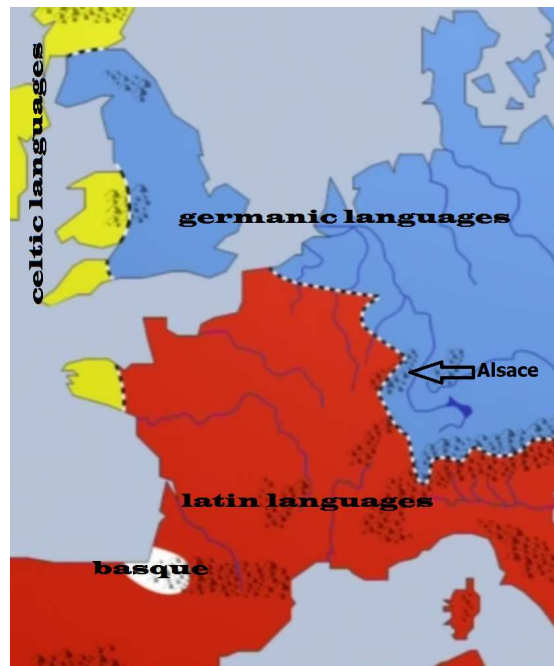 celtic languages
germanic languages
Alsace
latin languages
basque